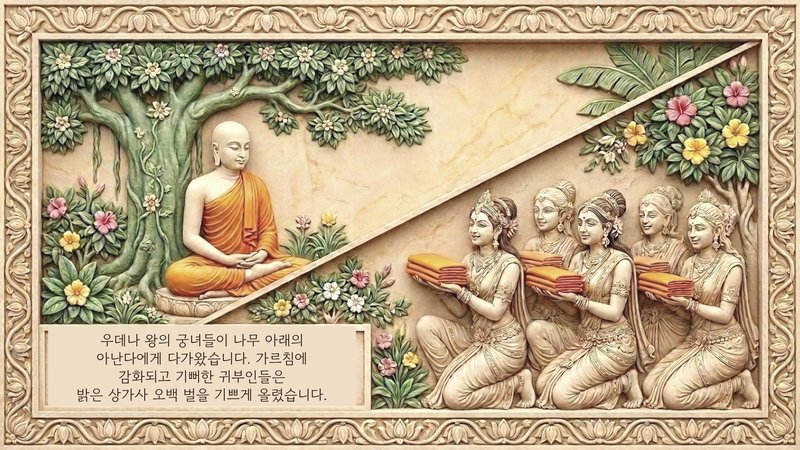 우데나 왕의 궁녀들이 나무 아래의
아난다에게 다가왔습니다. 가르침에
감화되고 기뻐한 귀부인들은
밝은 상가사 오백 벌을 기쁘게 올렸습니다.